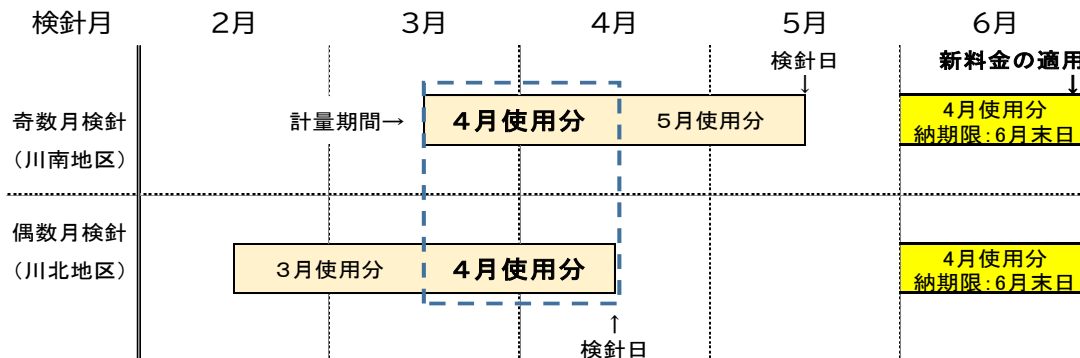 検針月 2月 3月 4月 5月 6月
検針日 新料金の適用
↓ ↓
奇数月検針
（川南地区）
計量期間→ 4月使用分 5月使用分
4月使用分
納期限:6月末日
偶数月検針
（川北地区）
3月使用分 4月使用分
4月使用分
納期限:6月末日
↑
検針日